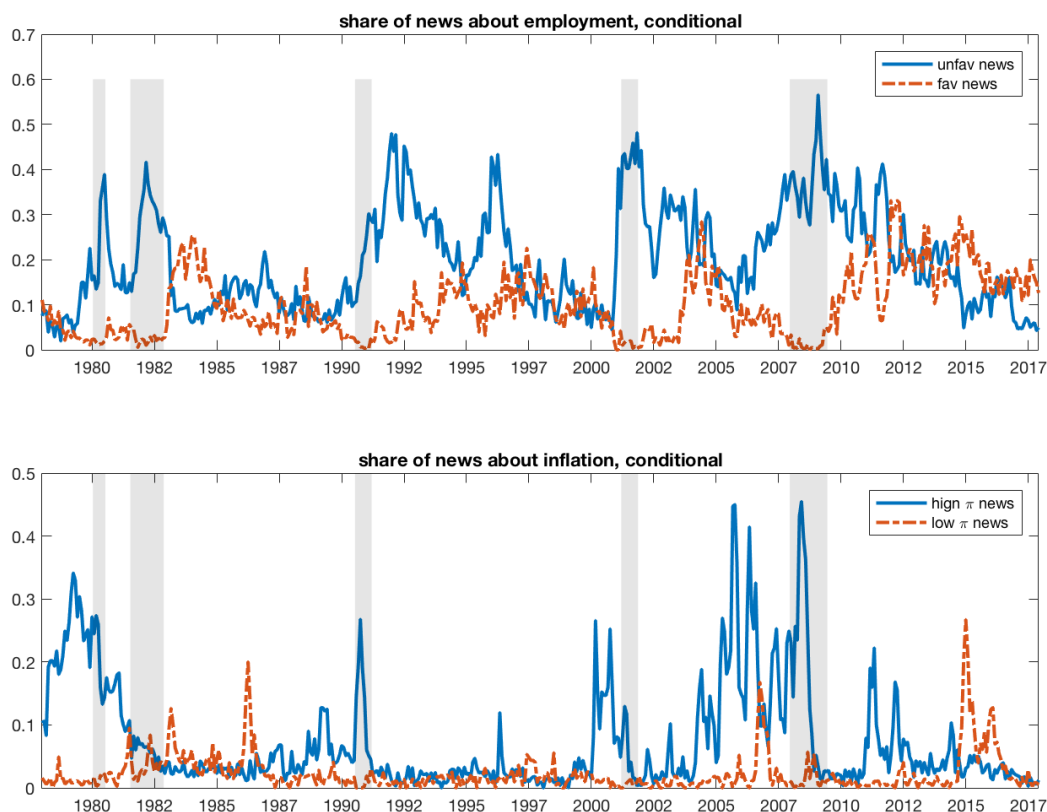 share of news about employment, conditional
0.7
0.6
0.5
0.4
0.3
0.2
0.1
0
unfav news
fav news
1980 1982 1985 1987 1990 1992 1995 1997 2000 2002 2005 2007 2010 2012 2015 2017
share of news about inflation, conditional
0.5
0.4
0.3
0.2
0.1
0
hign π news
low π news
1980 1982 1985 1987 1990 1992 1995 1997 2000 2002 2005 2007 2010 2012 2015 2017